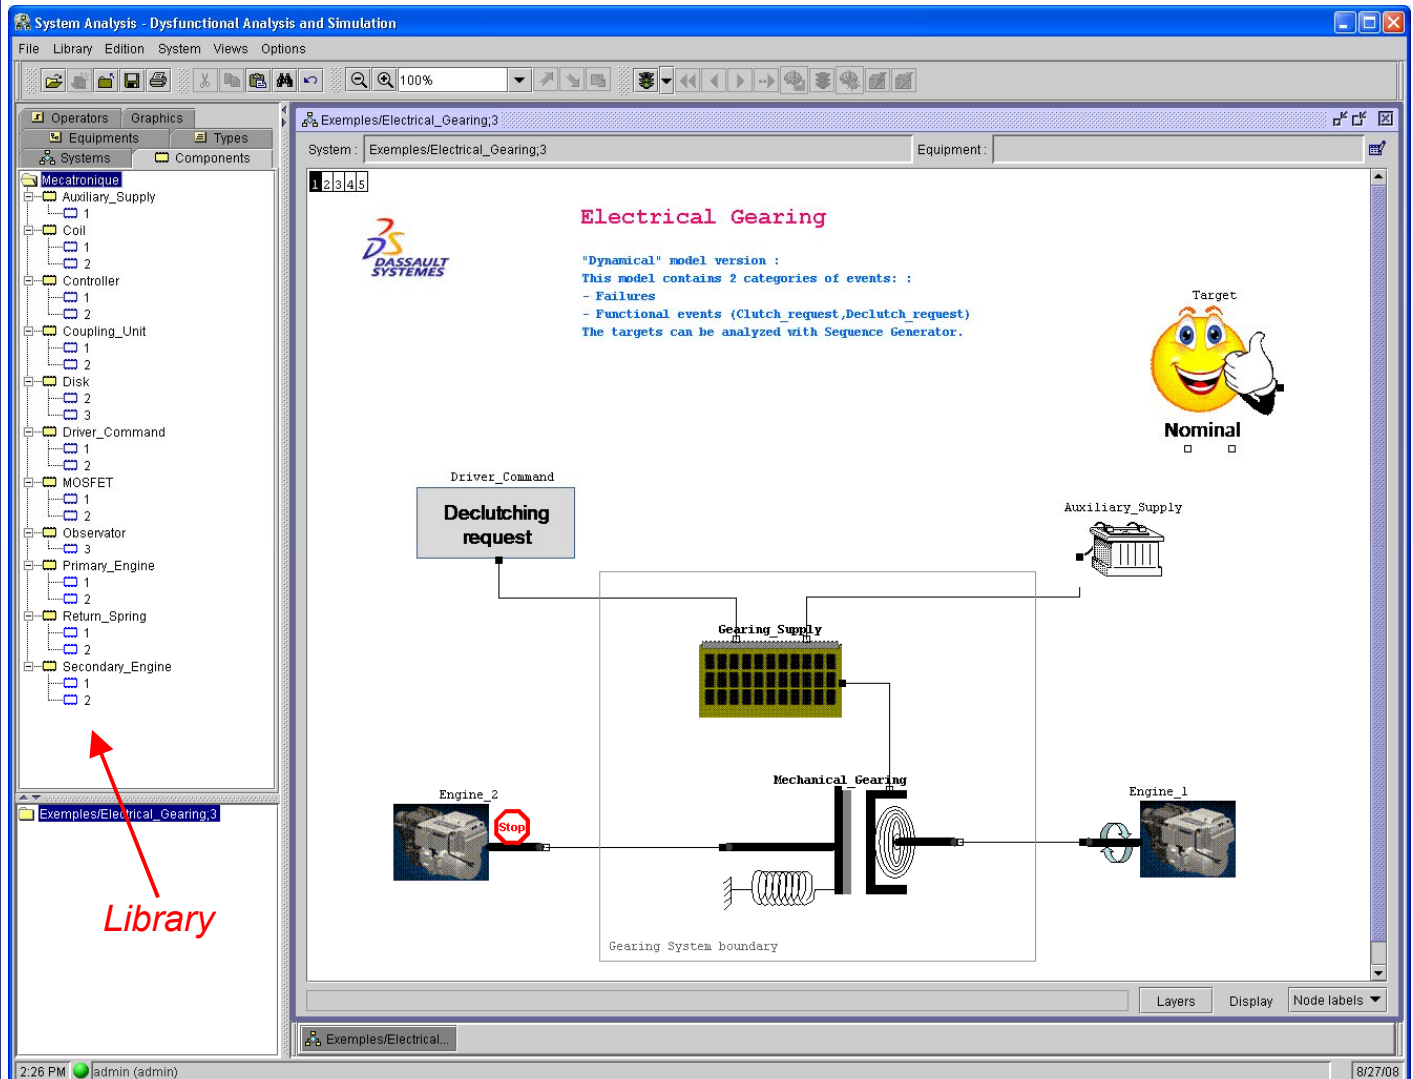 System Analysis - Dysfunctional Analysis and Simulation
File Library Edition System Views Options
100%
Operators Graphics
Equipments Types
Systems Components
Mecatronique
Auxiliary_Supply
1
Coil
1
2
Controller
1
2
Coupling_Unit
1
2
Disk
2
3
Driver_Command
1
2
MOSFET
1
2
Observator
3
Primary_Engine
1
2
Return_Spring
1
2
Secondary_Engine
1
2
Exemples/Electrical_Gearing;3
Library
Exemples/Electrical_Gearing;3
System : Exemples/Electrical_Gearing;3 Equipment :
1 2 3 4 5
DASSAULT
SYSTEMES
Electrical Gearing
"Dynamical" model version :
This model contains 2 categories of events: :
- Failures
- Functional events (Clutch_request,Declutch_request)
The targets can be analyzed with Sequence Generator.
Target
Nominal
Driver_Command
Declutching
request
Auxiliary_Supply
Gearing_Supply
Mechanical_Gearing
Engine_2
Stop
Engine_1
Gearing System boundary
Layers Display Node labels
Exemples/Electrical...
2:26 PM admin (admin) 8/27/08